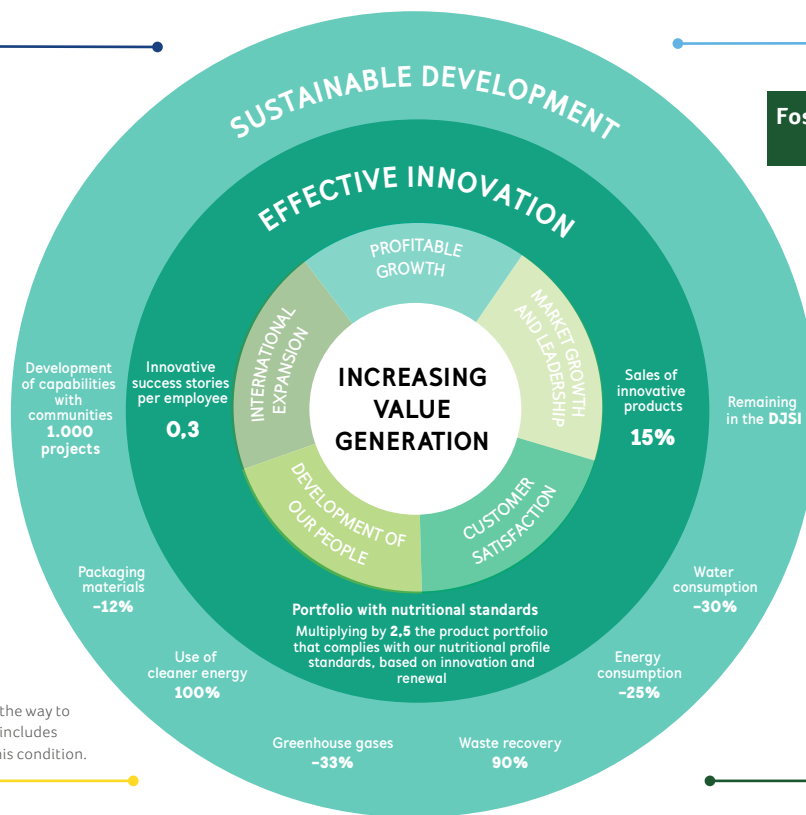 SUSTAINABLE DEVELOPMENT
Fos
EFFECTIVE INNOVATION
PROFITABLE
GROWTH
MARKET GROWTH
AND LEADERSHIP
INTERNATIONAL
EXPANSION
INCREASING
VALUE
GENERATION
DEVELOPMENT OF
OUR PEOPLE
CUSTOMER
SATISFACTION
Development
of capabilities
with
communities
1.000
projects
Innovative
success stories
per employee
0,3
Sales of
innovative
products
15%
Remaining
in the DJSI
Packaging
materials
-12%
Water
consumption
-30%
Portfolio with nutritional standards
Multiplying by 2,5 the product portfolio
that complies with our nutritional profile
standards, based on innovation and
renewal
Use of
cleaner energy
100%
Energy
consumption
-25%
Greenhouse gases
-33%
Waste recovery
90%
the way to
includes
his condition.